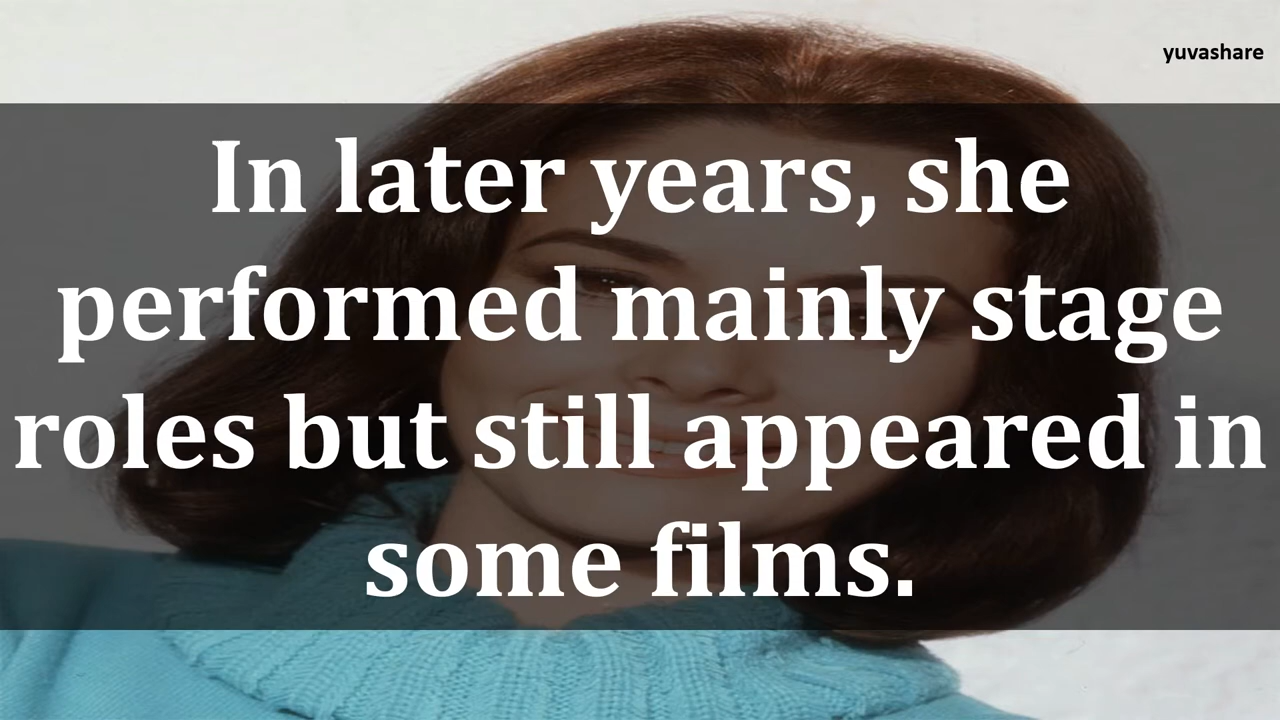 yuvashare
In later years, she
performed mainly stage
roles but still appeared in
some films.